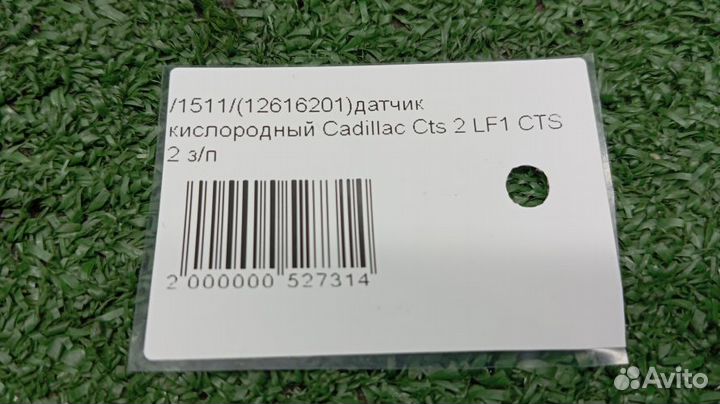 /1511/(12616201)датчик
кислородный Cadillac Cts 2 LF1 CTS
2 з/п
2 000000 527314
Avito